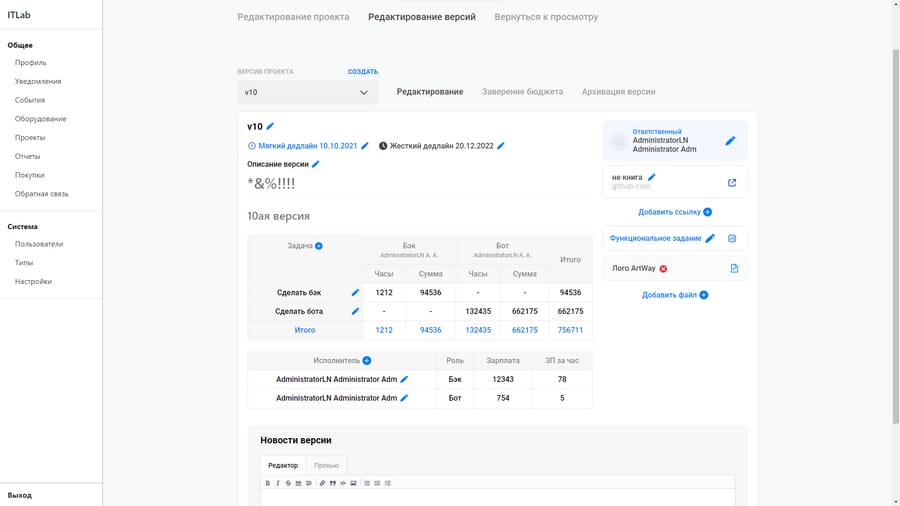 ITLab
Общее
Профиль
Уведомления
События
Оборудование
Проекты
Отчеты
Покупки
Обратная связь
Система
Пользователи
Типы
Настройки
Выход
Редактирование проекта Редактирование версий Вернуться к просмотру
ВЕРСИЯ ПРОЕКТА СОЗДАТЬ
v10 Редактирование Заверение бюджета Архивация версии
v10
Мягкий дедлайн 10.10.2021 Жесткий дедлайн 20.12.2022
Описание версии
*&%!!!!
10ая версия
Задача Бэк Бот Итого
AdministratorLN A. A. AdministratorLN A. A.
Часы Сумма Часы Сумма
Сделать бэк 1212 94536 - - 94536
Сделать бота - - 132435 662175 662175
Итого 1212 94536 132435 662175 756711
Исполнитель Роль Зарплата ЗП за час
AdministratorLN Administrator Adm Бэк 12343 78
AdministratorLN Administrator Adm Бот 754 5
Ответственный
AdministratorLN
Administrator Adm
не книга
github.com
Добавить ссылку
Функциональное задание
Лого ArtWay
Добавить файл
Новости версии
Редактор Превью
B I S